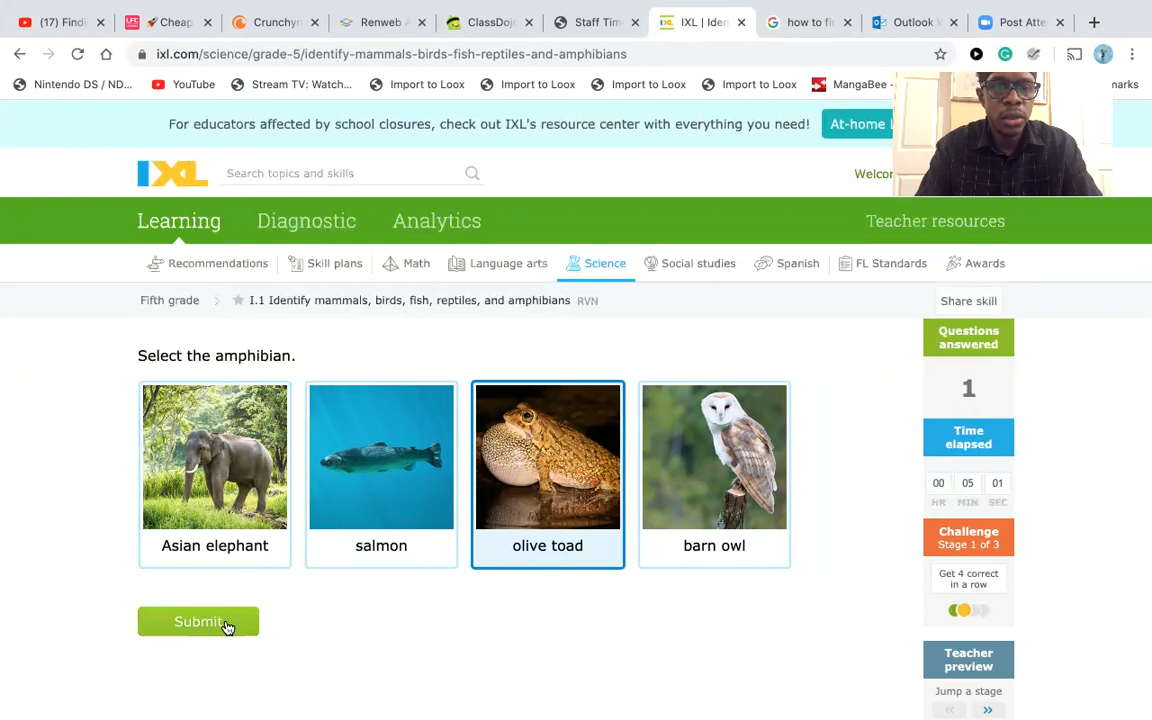 (17) Findi
Cheap
Crunchyr
Renweb A
ClassDojo
Staff Tim
IXL | Iden
how to fi
Outlook W
Post Atte
ixl.com/science/grade-5/identify-mammals-birds-fish-reptiles-and-amphibians
Nintendo DS / ND...
YouTube
Stream TV: Watch...
Import to Loox
Import to Loox
Import to Loox
Import to Loox
MangaBee -
marks
For educators affected by school closures, check out IXL's resource center with everything you need!
At-home l
IXL
Search topics and skills
Welcor
Learning
Diagnostic
Analytics
Teacher resources
Recommendations
Skill plans
Math
Language arts
Science
Social studies
Spanish
FL Standards
Awards
Fifth grade
I.1 Identify mammals, birds, fish, reptiles, and amphibians RVN
Share skill
Select the amphibian.
Asian elephant
salmon
olive toad
barn owl
Submit
Questions
answered
1
Time
elapsed
00 05 01
HR MIN SEC
Challenge
Stage 1 of 3
Get 4 correct
in a row
Teacher
preview
Jump a stage